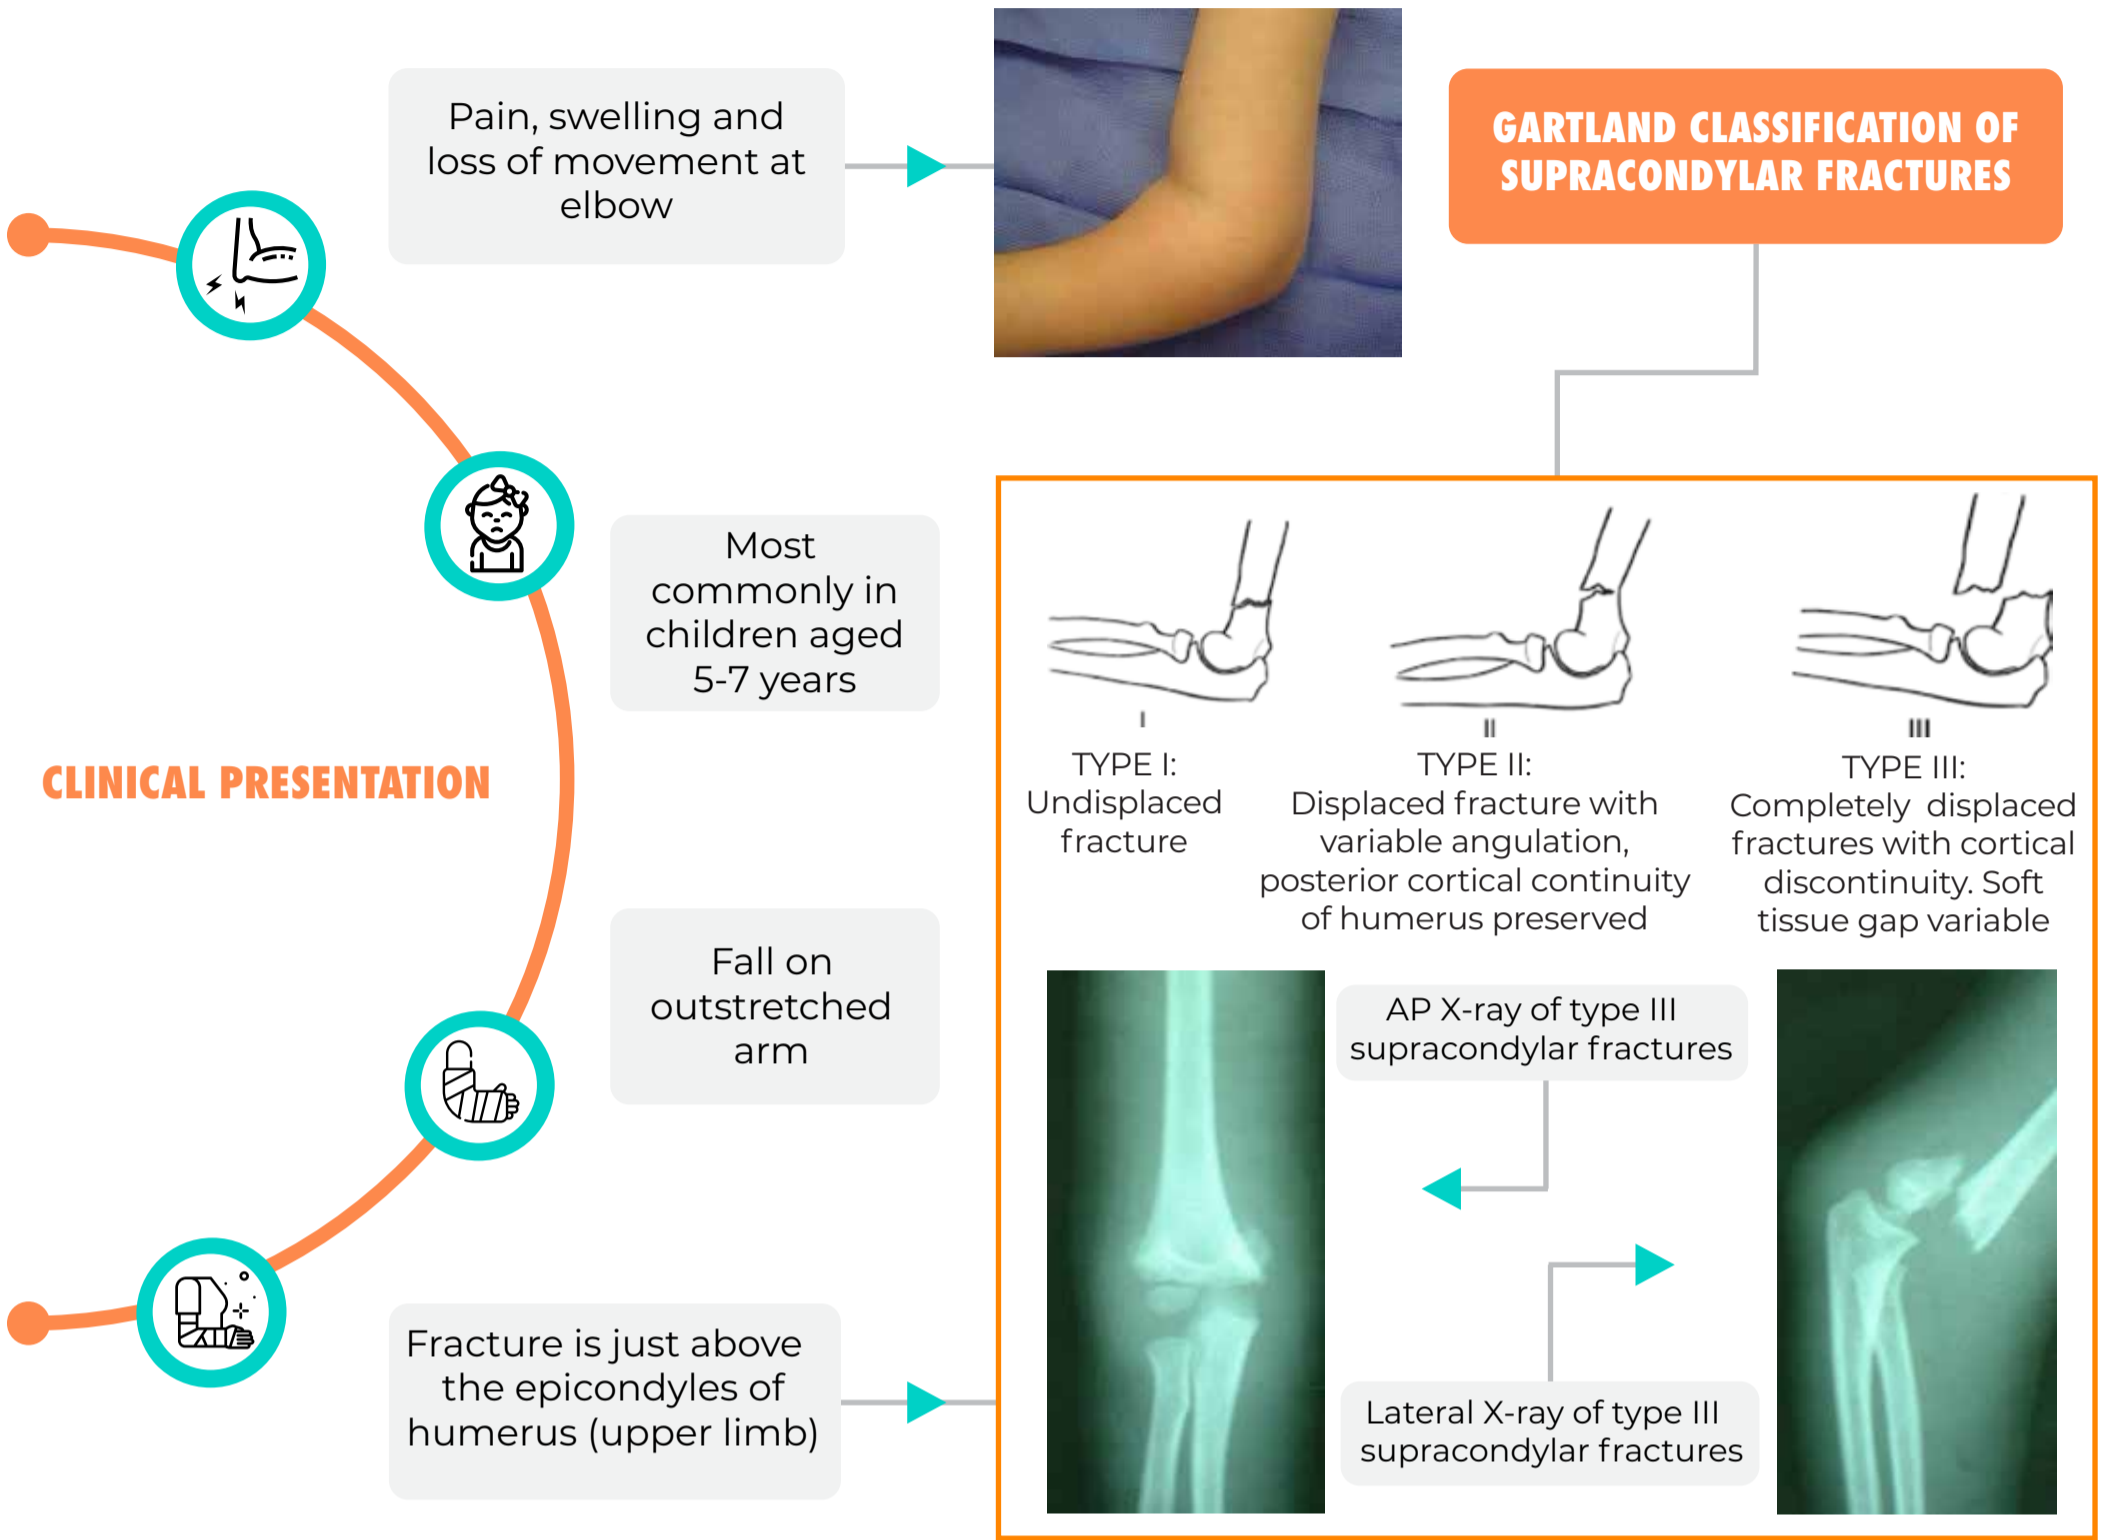 Pain, swelling and
loss of movement at
elbow
GARTLAND CLASSIFICATION OF
SUPRACONDYLAR FRACTURES
Most
commonly in
children aged
5-7 years
CLINICAL PRESENTATION
Fall on
outstretched
arm
Fracture is just above
the epicondyles of
humerus (upper limb)
I
TYPE I:
Undisplaced
fracture
II
TYPE II:
Displaced fracture with
variable angulation,
posterior cortical continuity
of humerus preserved
III
TYPE III:
Completely displaced
fractures with cortical
discontinuity. Soft
tissue gap variable
AP X-ray of type III
supracondylar fractures
Lateral X-ray of type III
supracondylar fractures